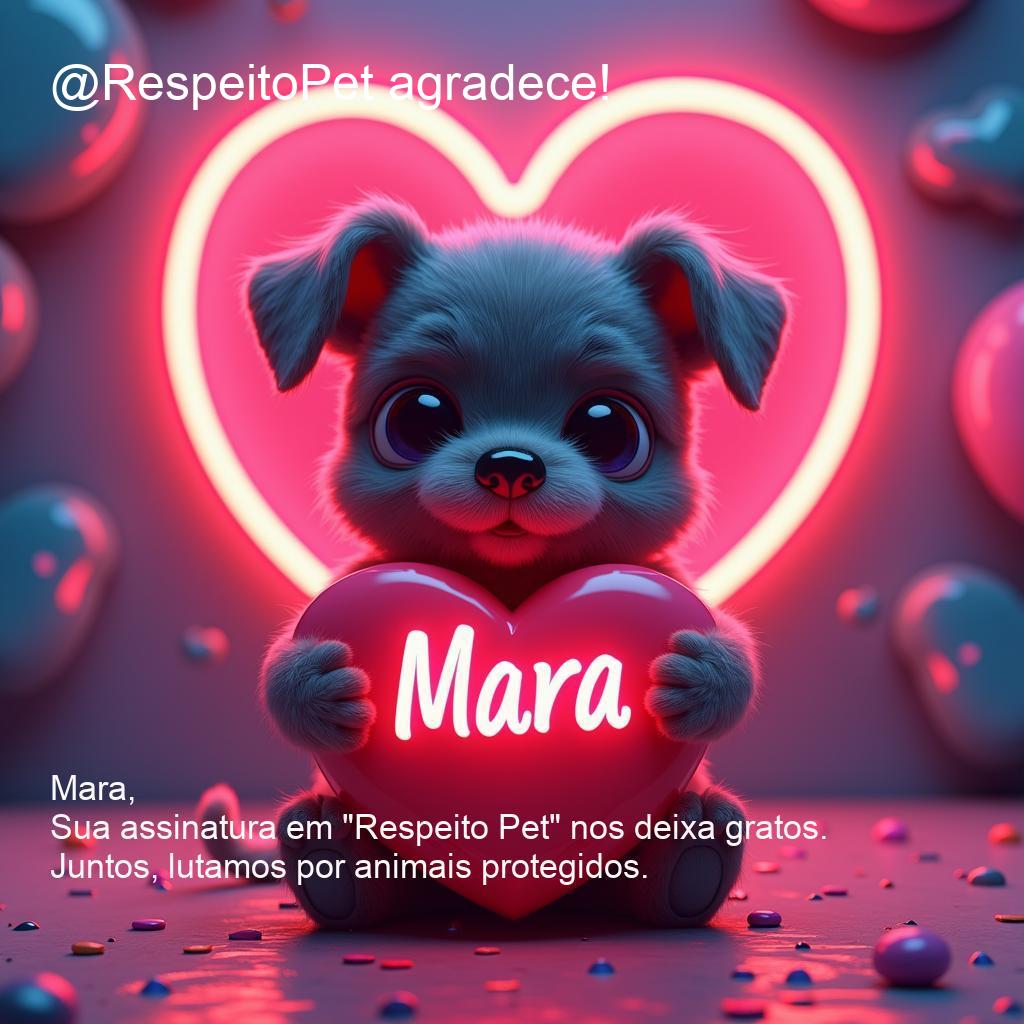 @RespeitoPet agradece!
Mara
Mara,
Sua assinatura em "Respeito Pet" nos deixa gratos.
Juntos, lutamos por animais protegidos.